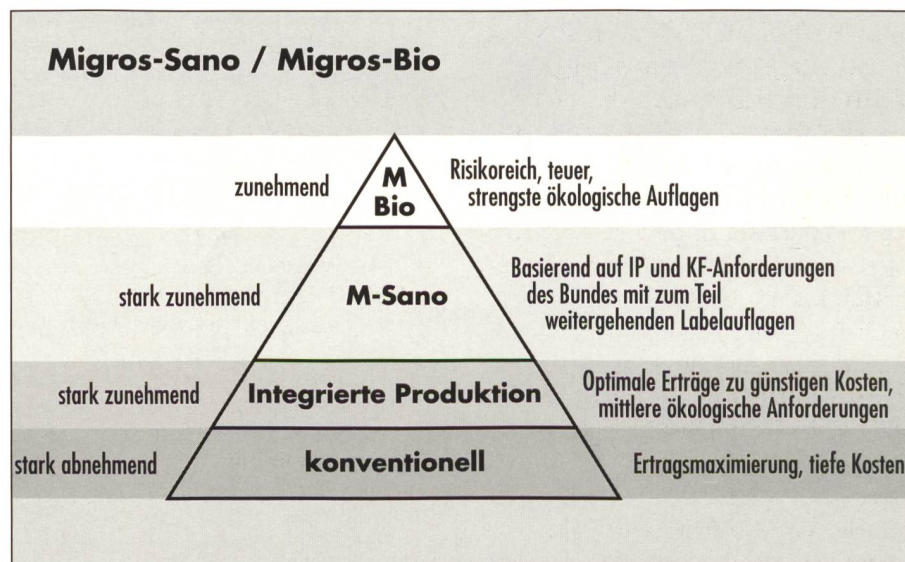 Migros-Sano / Migros-Bio
zunehmend
M
Bio
Risikoreich, teuer,
strengste ökologische Auflagen
stark zunehmend
M-Sano
Basierend auf IP und KF-Anforderungen
des Bundes mit zum Teil
weitergehenden Labelauflagen
stark zunehmend
Integrierte Produktion
Optimale Erträge zu günstigen Kosten,
mittlere ökologische Anforderungen
stark abnehmend
konventionell
Ertragsmaximierung, tiefe Kosten